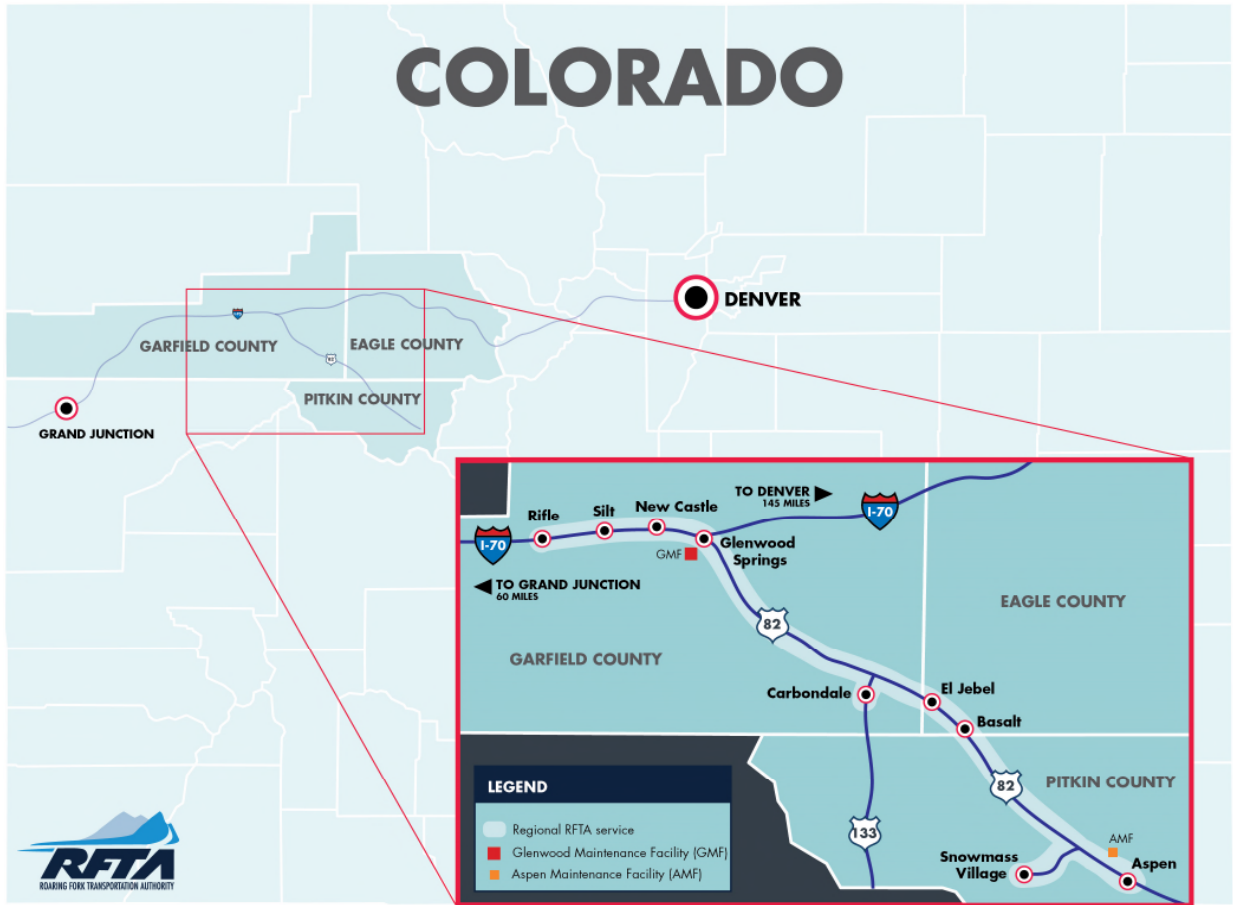 COLORADO
DENVER
GARFIELD COUNTY
EAGLE COUNTY
70
82
PITKIN COUNTY
GRAND JUNCTION
TO DENVER
145 MILES
I-70
Rifle
Silt
New Castle
I-70
GMF
Glenwood
Springs
TO GRAND JUNCTION
60 MILES
EAGLE COUNTY
82
GARFIELD COUNTY
Carbondale
El Jebel
Basalt
PITKIN COUNTY
82
LEGEND
Regional RFTA service
Glenwood Maintenance Facility (GMF)
Aspen Maintenance Facility (AMF)
133
AMF
Snowmass
Village
Aspen
RFTA
ROARING FORK TRANSPORTATION AUTHORITY